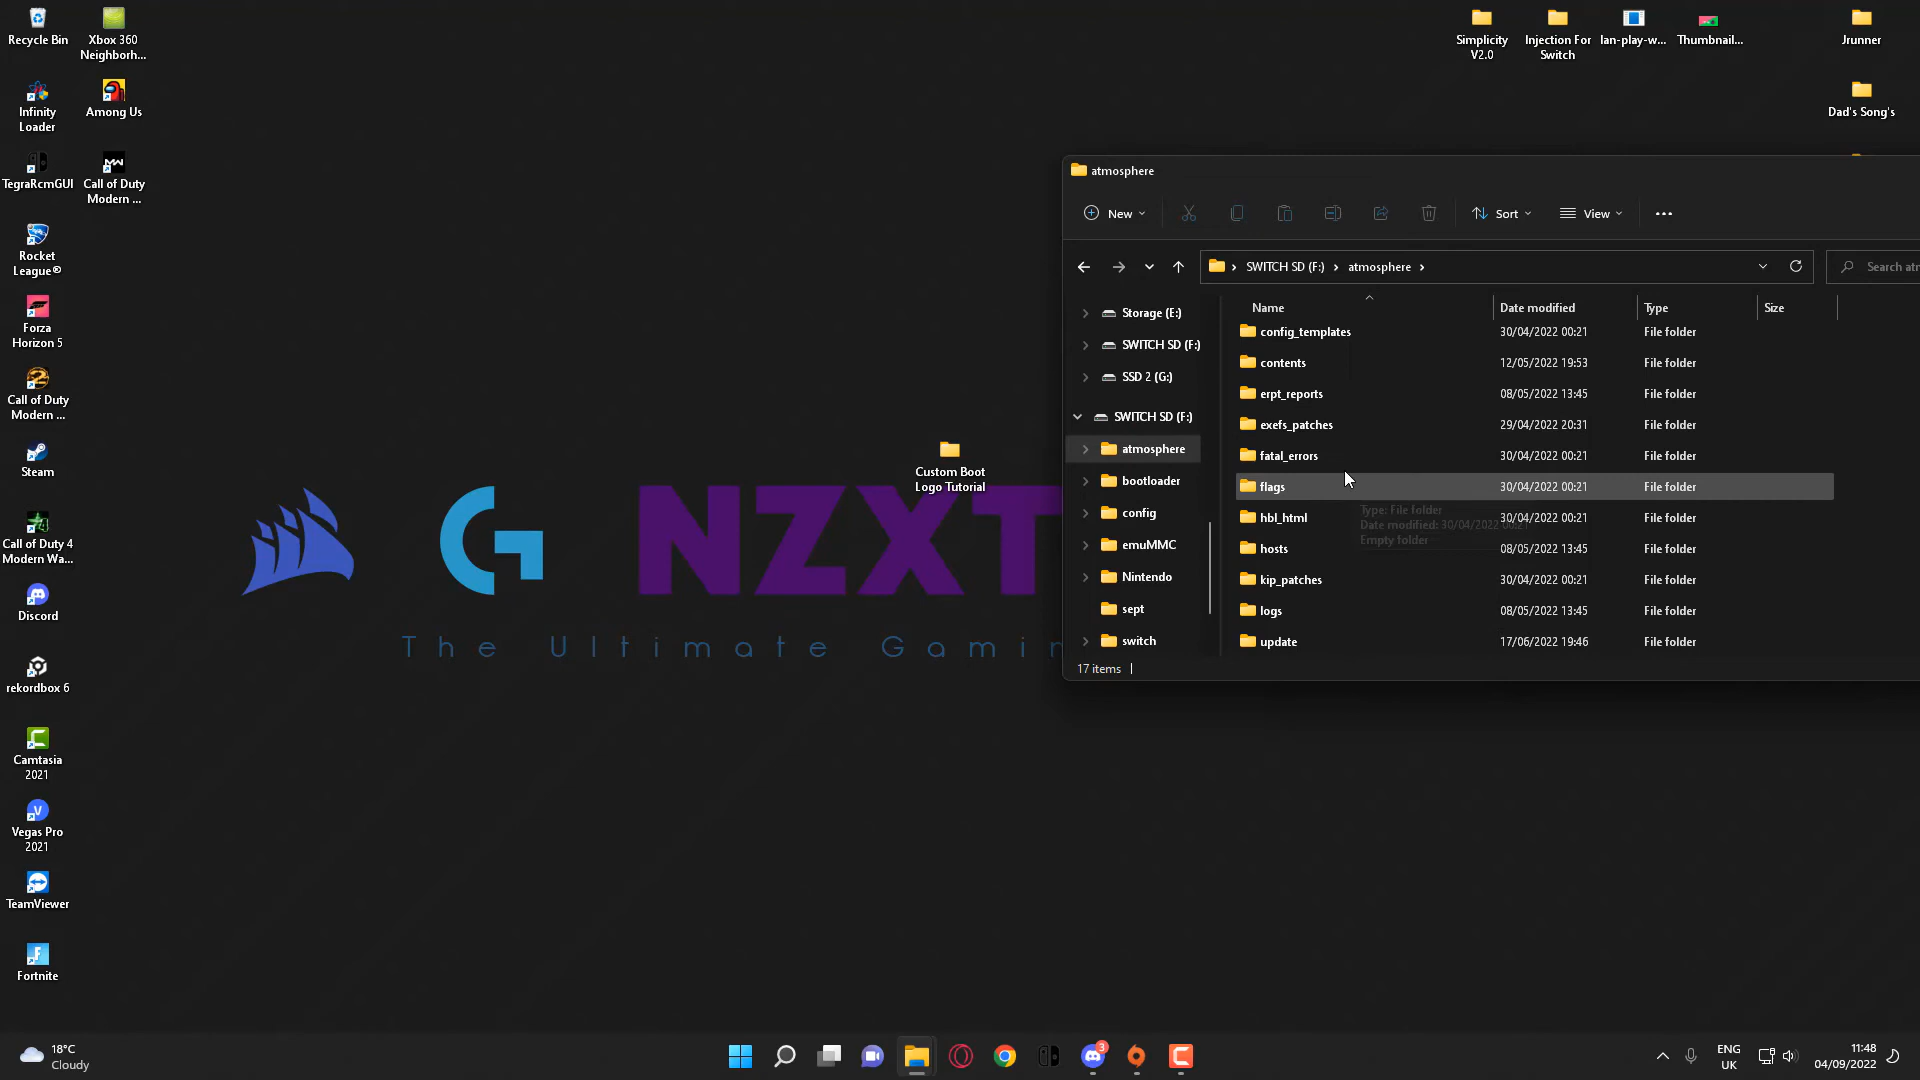 Recycle Bin
Xbox 360
Neighborh...
Infinity
Loader
Among Us
TegraRcmGUI
Call of Duty
Modern ...
Rocket
League®
Forza
Horizon 5
Call of Duty
Modern ...
Steam
Call of Duty 4
Modern Wa...
Discord
rekordbox 6
Camtasia
2021
Vegas Pro
2021
TeamViewer
Fortnite
Simplicity
V2.0
Injection For
Switch
lan-play-w...
Thumbnail...
Jrunner
Dad's Song's
Custom Boot
Logo Tutorial
NZXT
The Ultimate Gamin
atmosphere
New
Sort
View
SWITCH SD (F:) › atmosphere ›
Search atm
Name
Date modified
Type
Size
Storage (E:)
SWITCH SD (F:)
SSD 2 (G:)
SWITCH SD (F:)
atmosphere
bootloader
config
emuMMC
Nintendo
sept
switch
config_templates 30/04/2022 00:21 File folder
contents 12/05/2022 19:53 File folder
erpt_reports 08/05/2022 13:45 File folder
exefs_patches 29/04/2022 20:31 File folder
fatal_errors 30/04/2022 00:21 File folder
flags 30/04/2022 00:21 File folder
hbl_html 30/04/2022 00:21 File folder
hosts 08/05/2022 13:45 File folder
kip_patches 30/04/2022 00:21 File folder
logs 08/05/2022 13:45 File folder
update 17/06/2022 19:46 File folder
Type: File folder
Date modified: 30/04/2022 00:21
Empty folder
17 items
18°C
Cloudy
3
ENG
UK
11:48
04/09/2022